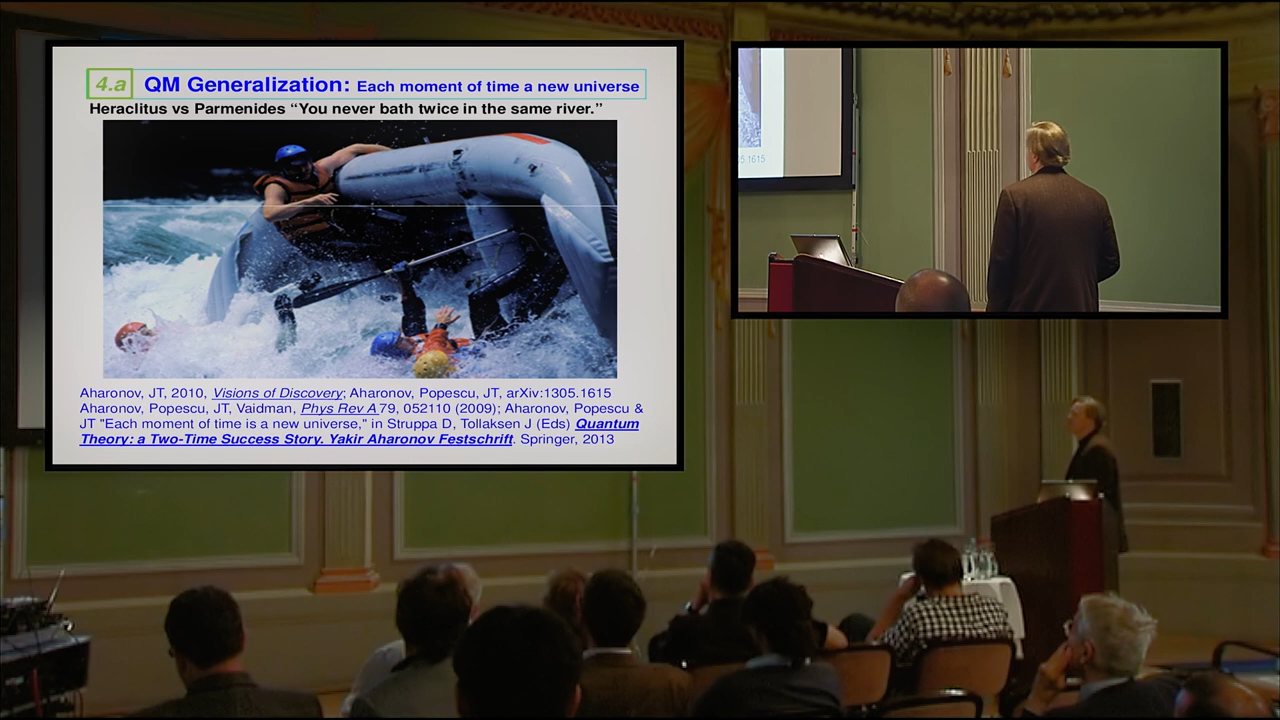 4.a QM Generalization: Each moment of time a new universe
Heraclitus vs Parmenides “You never bath twice in the same river.”
Aharonov, JT, 2010, Visions of Discovery; Aharonov, Popescu, JT, arXiv:1305.1615
Aharonov, Popescu, JT, Vaidman, Phys Rev A 79, 052110 (2009); Aharonov, Popescu &
JT "Each moment of time is a new universe," in Struppa D, Tollaksen J (Eds) Quantum
Theory: a Two-Time Success Story. Yakir Aharonov Festschrift. Springer, 2013
5.1615